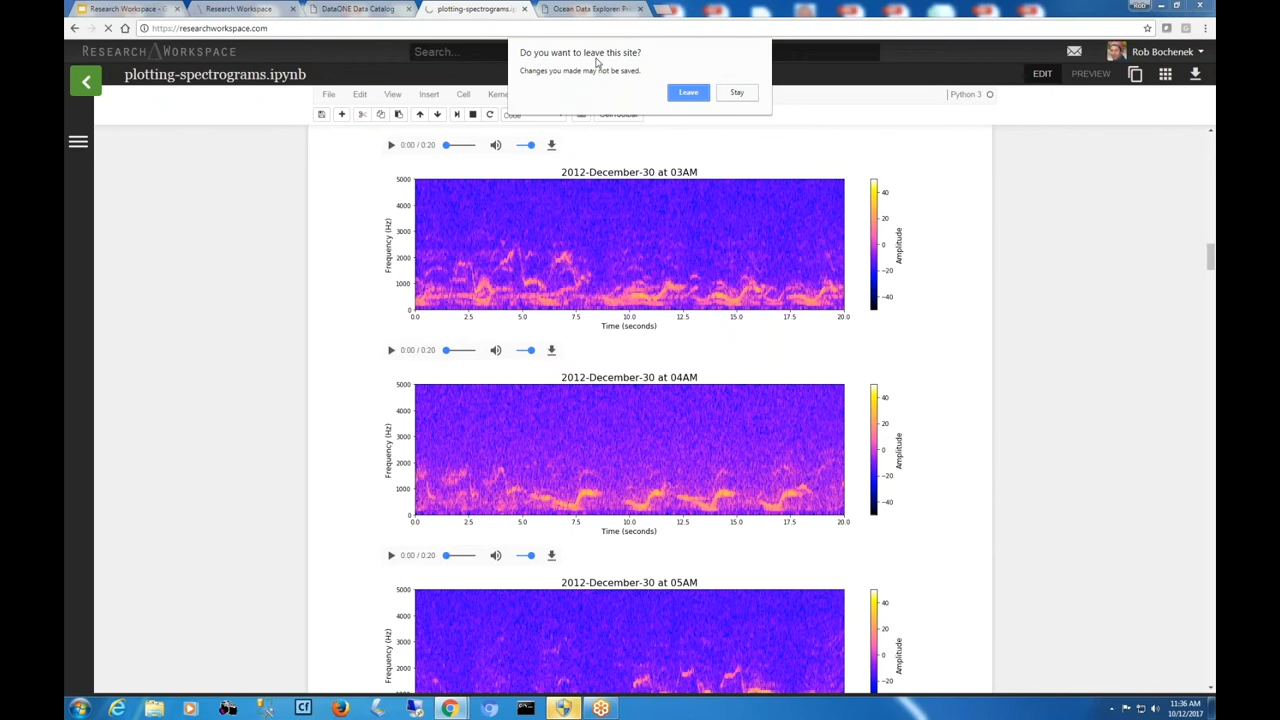 Rob
Research Workspace - G
Research Workspace
DataONE Data Catalog
plotting-spectrograms.ip
Ocean Data Explorer: Pr
https://researchworkspace.com
RESEARCH WORKSPACE
Search...
Rob Bochenek
plotting-spectrograms.ipynb
EDIT
PREVIEW
Do you want to leave this site?
Changes you made may not be saved.
Leave
Stay
File
Edit
View
Insert
Cell
Kerne
Python 3
Code
CellToolbar
0:00 / 0:20
2012-December-30 at 03AM
5000
4000
3000
2000
1000
0
Frequency (Hz)
0.0 2.5 5.0 7.5 10.0 12.5 15.0 17.5 20.0
Time (seconds)
40
20
0
−20
−40
Amplitude
0:00 / 0:20
2012-December-30 at 04AM
5000
4000
3000
2000
1000
0
Frequency (Hz)
0.0 2.5 5.0 7.5 10.0 12.5 15.0 17.5 20.0
Time (seconds)
40
20
0
−20
−40
Amplitude
0:00 / 0:20
2012-December-30 at 05AM
5000
4000
3000
2000
1000
Frequency (Hz)
40
20
0
−20
Amplitude
11:36 AM
10/12/2017